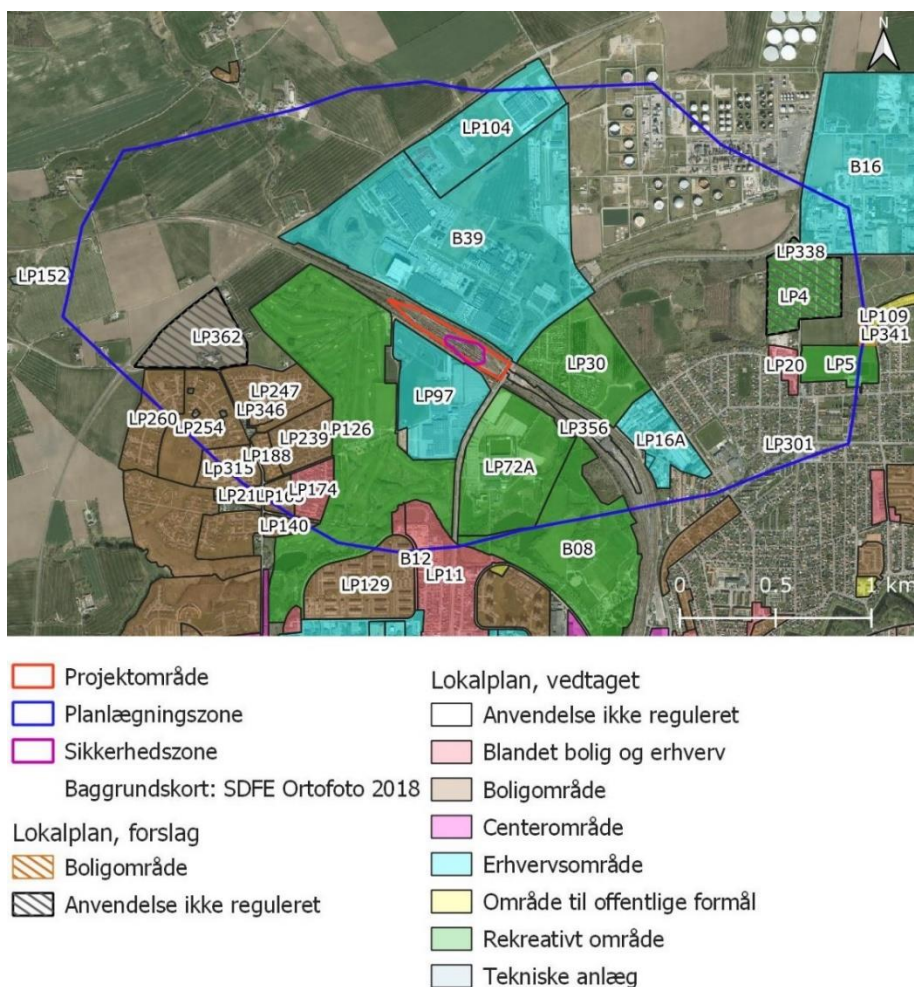 N
LP104
B16
B39
LP338
LP152
LP4
LP109
LP362
LP341
LP30
LP20
LP5
LP247
LP97
LP260
LP346
LP254
LP239
LP126
LP356
LP16A
LP301
LP188
Lp315
LP72A
LP174
LP21
LP140
B12
B08
LP129
LP11
0 0.5 1 km
Projektområde
Planlægningszone
Sikkerhedszone
Baggrundskort: SDFE Ortofoto 2018
Lokalplan, forslag
Boligområde
Anvendelse ikke reguleret
Lokalplan, vedtaget
Anvendelse ikke reguleret
Blandet bolig og erhverv
Boligområde
Centerområde
Erhvervsområde
Område til offentlige formål
Rekreativt område
Tekniske anlæg